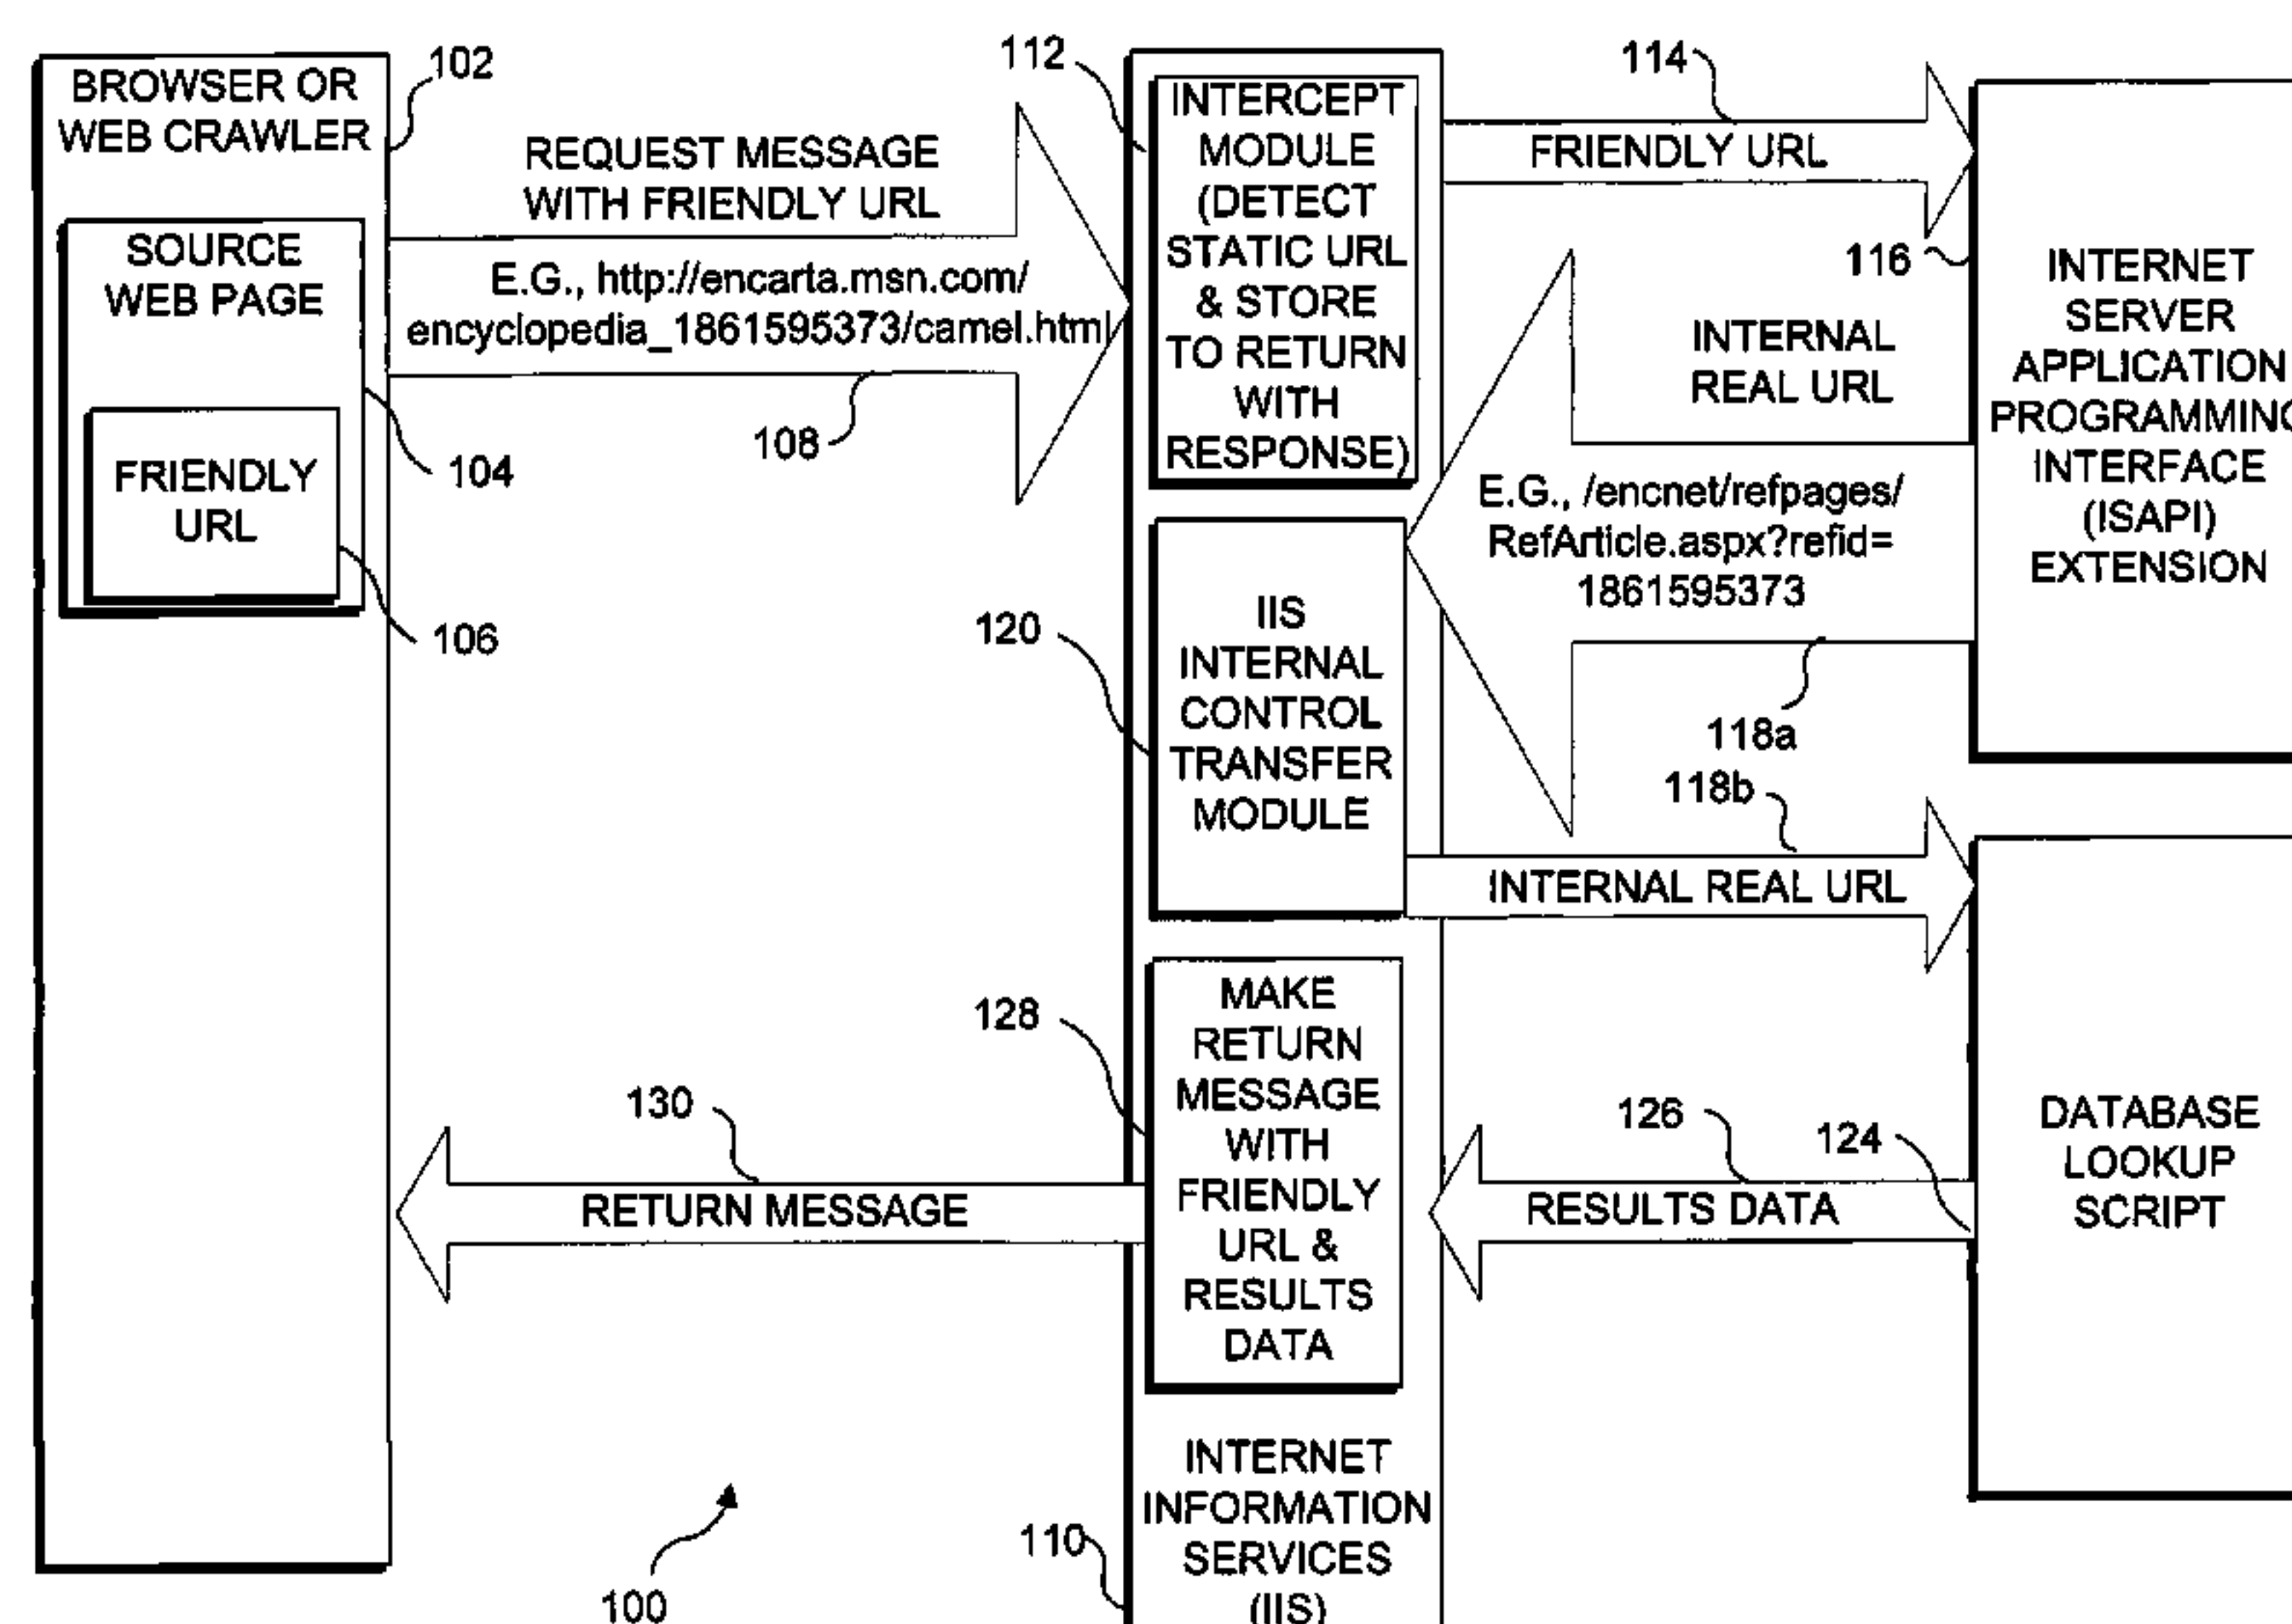 BROWSER OR
WEB CRAWLER
102
SOURCE
WEB PAGE
104
FRIENDLY
URL
106
REQUEST MESSAGE
WITH FRIENDLY URL
E.G., http://encarta.msn.com/
encyclopedia_1861595373/camel.html
108
112
INTERCEPT
MODULE
(DETECT
STATIC URL
& STORE
TO RETURN
WITH
RESPONSE)
114
FRIENDLY URL
116
INTERNET
SERVER
APPLICATION
PROGRAMMING
INTERFACE
(ISAPI)
EXTENSION
INTERNAL
REAL URL
E.G., /encnet/refpages/
RefArticle.aspx?refid=
1861595373
118a
120
IIS
INTERNAL
CONTROL
TRANSFER
MODULE
118b
INTERNAL REAL URL
DATABASE
LOOKUP
SCRIPT
124
126
RESULTS DATA
128
MAKE
RETURN
MESSAGE
WITH
FRIENDLY
URL &
RESULTS
DATA
130
RETURN MESSAGE
100
110
INTERNET
INFORMATION
SERVICES
(IIS)